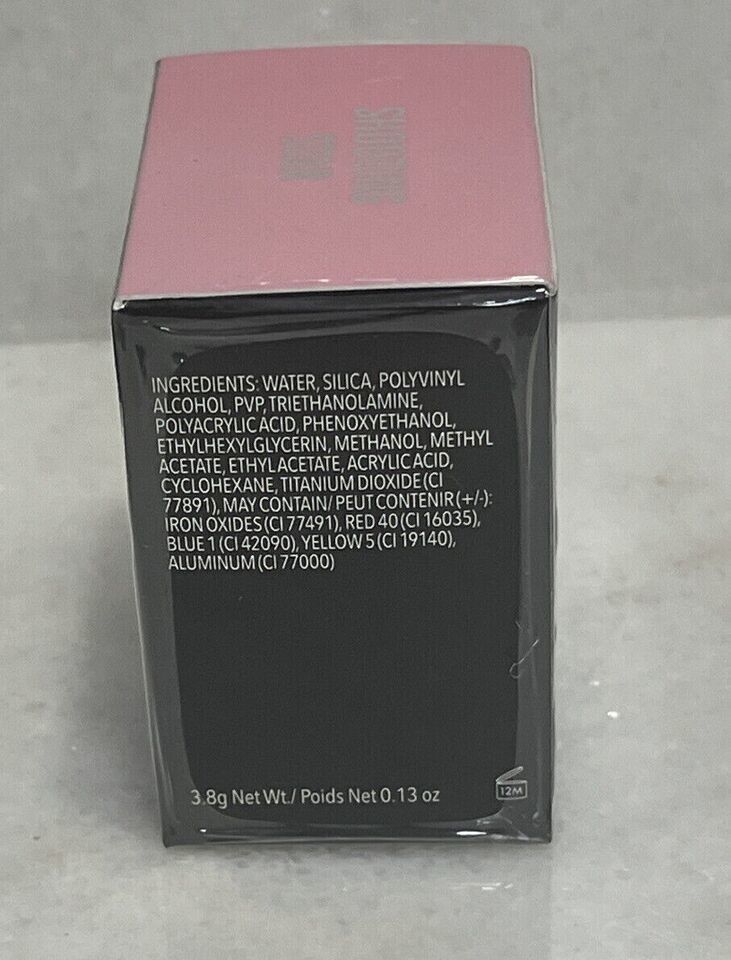 INGREDIENTS: WATER, SILICA, POLYVINYL
ALCOHOL, PVP, TRIETHANOLAMINE,
POLYACRYLIC ACID, PHENOXYETHANOL,
ETHYLHEXYLGLYCERIN, METHANOL, METHYL
ACETATE, ETHYL ACETATE, ACRYLIC ACID,
CYCLOHEXANE, TITANIUM DIOXIDE (CI
77891), MAY CONTAIN/ PEUT CONTENIR (+/-):
IRON OXIDES (CI 77491), RED 40 (CI 16035),
BLUE 1 (CI 42090), YELLOW 5 (CI 19140),
ALUMINUM (CI 77000)
3.8g Net Wt./ Poids Net 0.13 oz
12M